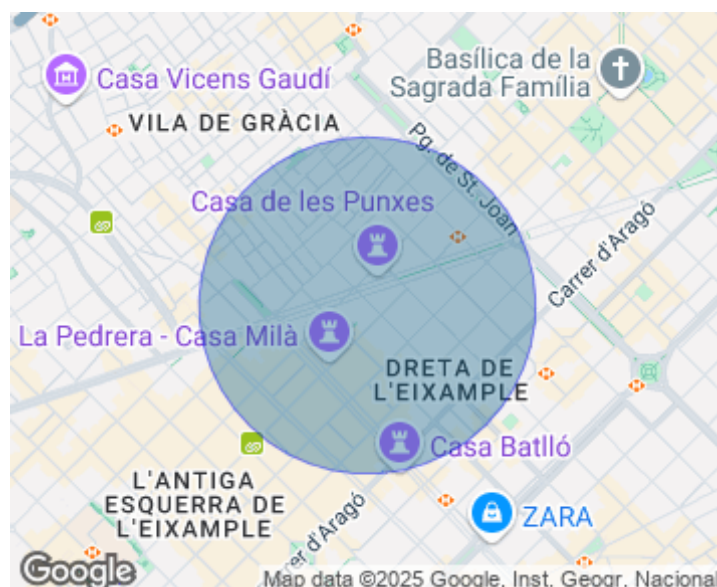 Casa Vicens Gaudí
Basílica de la
Sagrada Família
VILA DE GRÀCIA
Pg. de St. Joan
Casa de les Punxes
Carrer d'Aragó
La Pedrera - Casa Milà
DRETA DE
L'EIXAMPLE
Casa Batlló
L'ANTIGA
ESQUERRA DE
L'EIXAMPLE
ZARA
er d'Aragó
Google
Map data ©2025 Google, Inst. Geogr. Nacional